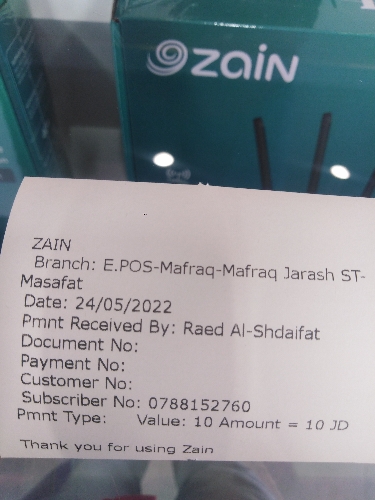 zain
ZAIN
Branch: E.POS-Mafraq-Mafraq Jarash ST-
Masafat
Date: 24/05/2022
Pmnt Received By: Raed Al-Shdaifat
Document No:
Payment No:
Customer No:
Subscriber No: 0788152760
Pmnt Type: Value: 10 Amount = 10 JD
Thank you for using Zain